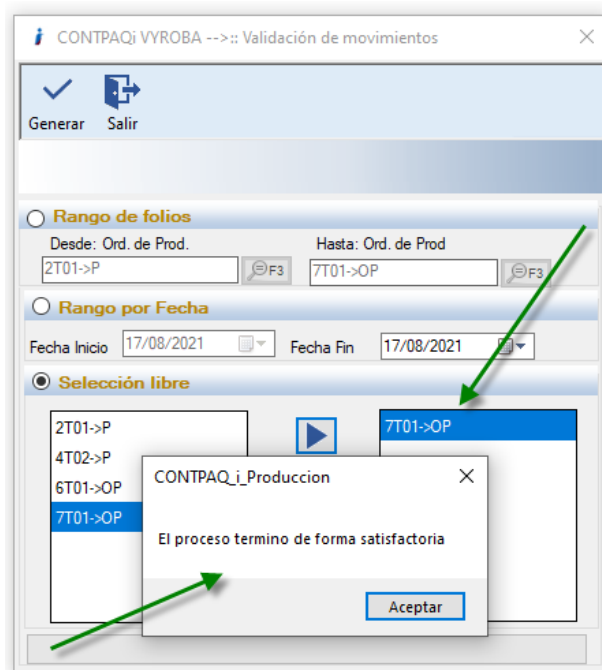 CONTPAQi VYROBA -->:: Validación de movimientos
Generar Salir
Rango de folios
Desde: Ord. de Prod. Hasta: Ord. de Prod
2T01->P F3 7T01->OP F3
Rango por Fecha
Fecha Inicio 17/08/2021 Fecha Fin 17/08/2021
Selección libre
2T01->P 7T01->OP
4T02->P
6T01->OP
7T01->OP
CONTPAQ_i_Produccion
El proceso termino de forma satisfactoria
Aceptar